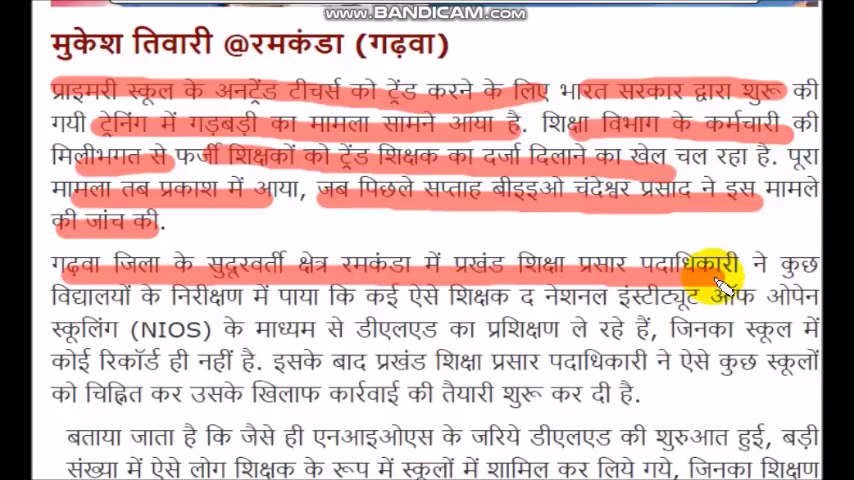 www.BANDICAM.com
मुकेश तिवारी @रमकंडा (गढ़वा)
प्राइमरी स्कूल के अनट्रेंड टीचर्स को ट्रेंड करने के लिए भारत सरकार द्वारा शुरू की
गयी ट्रेनिंग में गड़बड़ी का मामला सामने आया है. शिक्षा विभाग के कर्मचारी की
मिलीभगत से फर्जी शिक्षकों को ट्रेंड शिक्षक का दर्जा दिलाने का खेल चल रहा है. पूरा
मामला तब प्रकाश में आया, जब पिछले सप्ताह बीइइओ चंदेश्वर प्रसाद ने इस मामले
की जांच की.
गढ़वा जिला के सुदूरवर्ती क्षेत्र रमकंडा में प्रखंड शिक्षा प्रसार पदाधिकारी ने कुछ
विद्यालयों के निरीक्षण में पाया कि कई ऐसे शिक्षक द नेशनल इंस्टीट्यूट ऑफ ओपेन
स्कूलिंग (NIOS) के माध्यम से डीएलएड का प्रशिक्षण ले रहे हैं, जिनका स्कूल में
कोई रिकॉर्ड ही नहीं है. इसके बाद प्रखंड शिक्षा प्रसार पदाधिकारी ने ऐसे कुछ स्कूलों
को चिह्नित कर उसके खिलाफ कार्रवाई की तैयारी शुरू कर दी है.
बताया जाता है कि जैसे ही एनआइओएस के जरिये डीएलएड की शुरुआत हुई, बड़ी
संख्या में ऐसे लोग शिक्षक के रूप में स्कूलों में शामिल कर लिये गये, जिनका शिक्षण